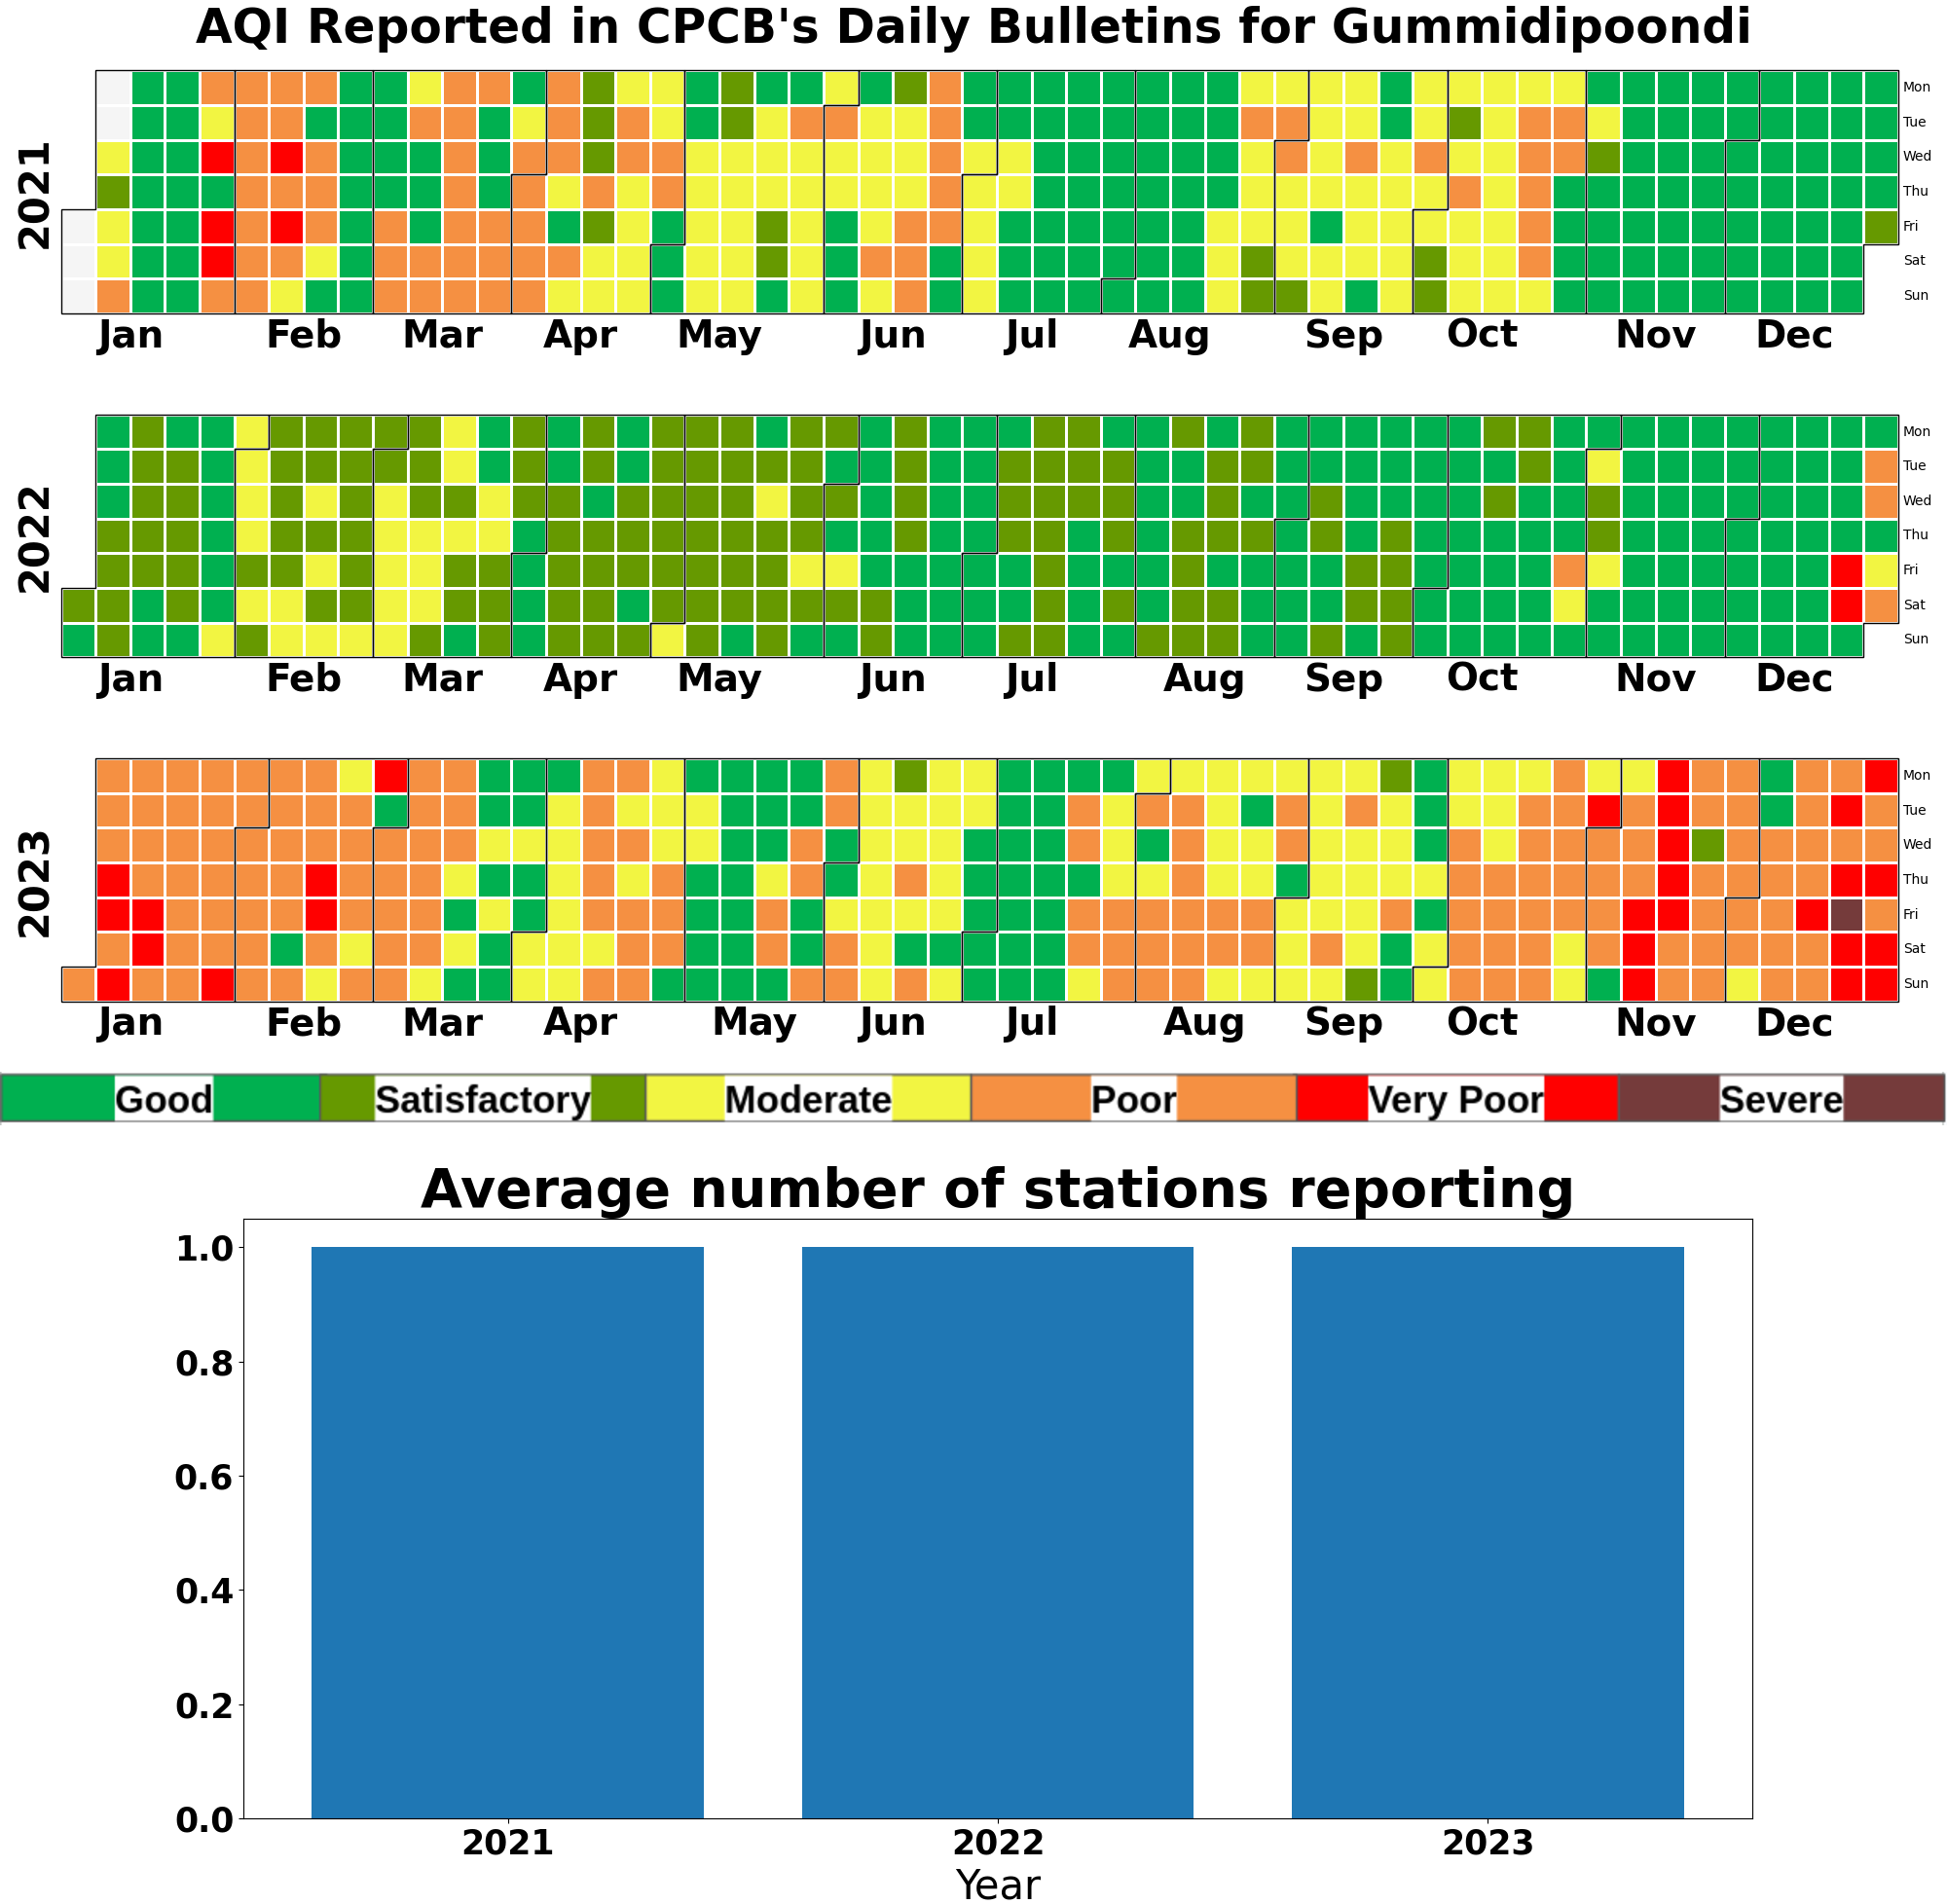 AQI Reported in CPCB's Daily Bulletins for Gummidipoondi
2021
Mon
Tue
Wed
Thu
Fri
Sat
Sun
Jan Feb Mar Apr May Jun Jul Aug Sep Oct Nov Dec
2022
Mon
Tue
Wed
Thu
Fri
Sat
Sun
Jan Feb Mar Apr May Jun Jul Aug Sep Oct Nov Dec
2023
Mon
Tue
Wed
Thu
Fri
Sat
Sun
Jan Feb Mar Apr May Jun Jul Aug Sep Oct Nov Dec
Good Satisfactory Moderate Poor Very Poor Severe
Average number of stations reporting
1.0
0.8
0.6
0.4
0.2
0.0
2021 2022 2023
Year